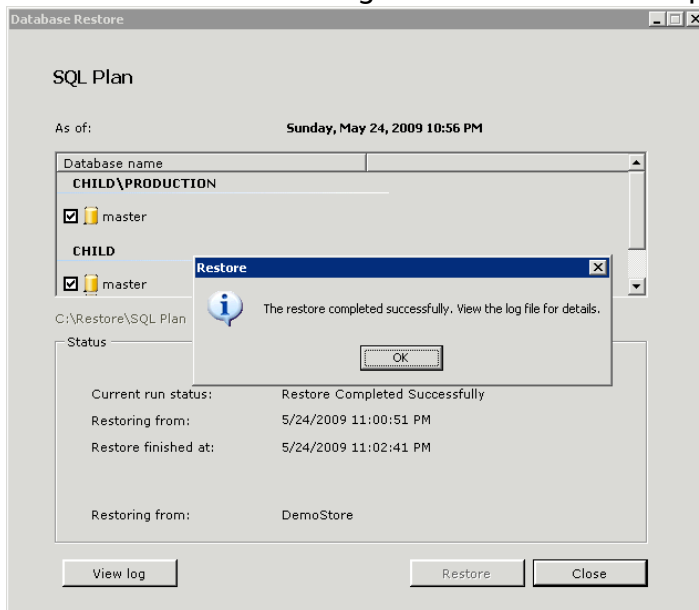 Database Restore
SQL Plan
As of: Sunday, May 24, 2009 10:56 PM
Database name
CHILD\PRODUCTION
master
CHILD
master
Restore
The restore completed successfully. View the log file for details.
OK
C:\Restore\SQL Plan
Status
Current run status: Restore Completed Successfully
Restoring from: 5/24/2009 11:00:51 PM
Restore finished at: 5/24/2009 11:02:41 PM
Restoring from: DemoStore
View log Restore Close